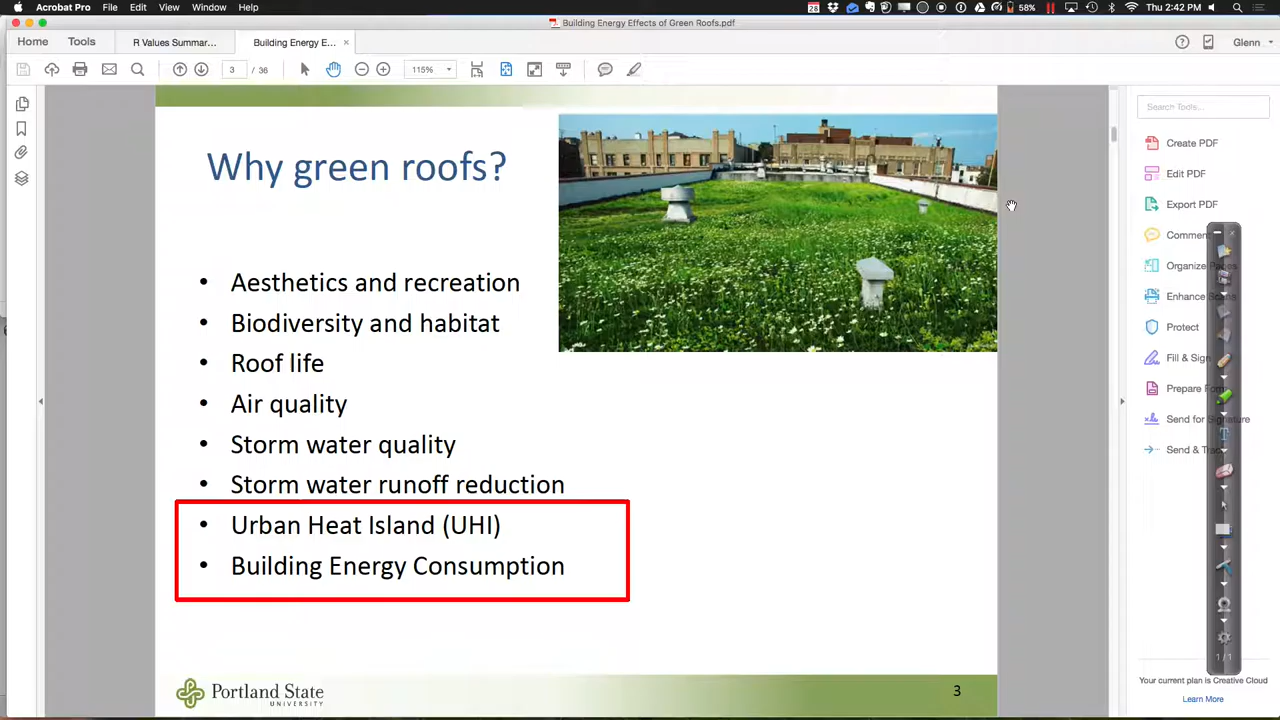 Acrobat Pro File Edit View Window Help
28 58% Thu 2:42 PM
Building Energy Effects of Green Roofs.pdf
Home Tools R Values Summar... Building Energy E... × Glenn
3 / 36 115%
Search Tools...
Why green roofs?
Create PDF
Edit PDF
Export PDF
Comment
Organize Pages
Enhance Scans
Protect
Fill & Sign
Prepare Form
Send for Signature
Send & Track
• Aesthetics and recreation
• Biodiversity and habitat
• Roof life
• Air quality
• Storm water quality
• Storm water runoff reduction
• Urban Heat Island (UHI)
• Building Energy Consumption
1 / 1
Portland State
UNIVERSITY
3
Your current plan is Creative Cloud
Learn More